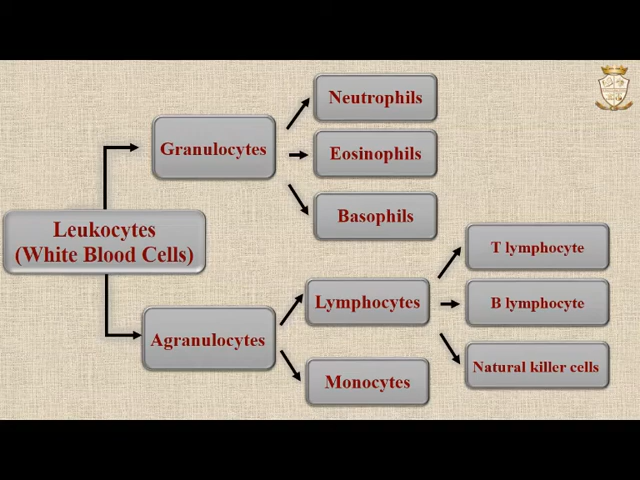 Neutrophils
Granulocytes
Eosinophils
Basophils
Leukocytes
(White Blood Cells)
T lymphocyte
Lymphocytes
B lymphocyte
Agranulocytes
Natural killer cells
Monocytes